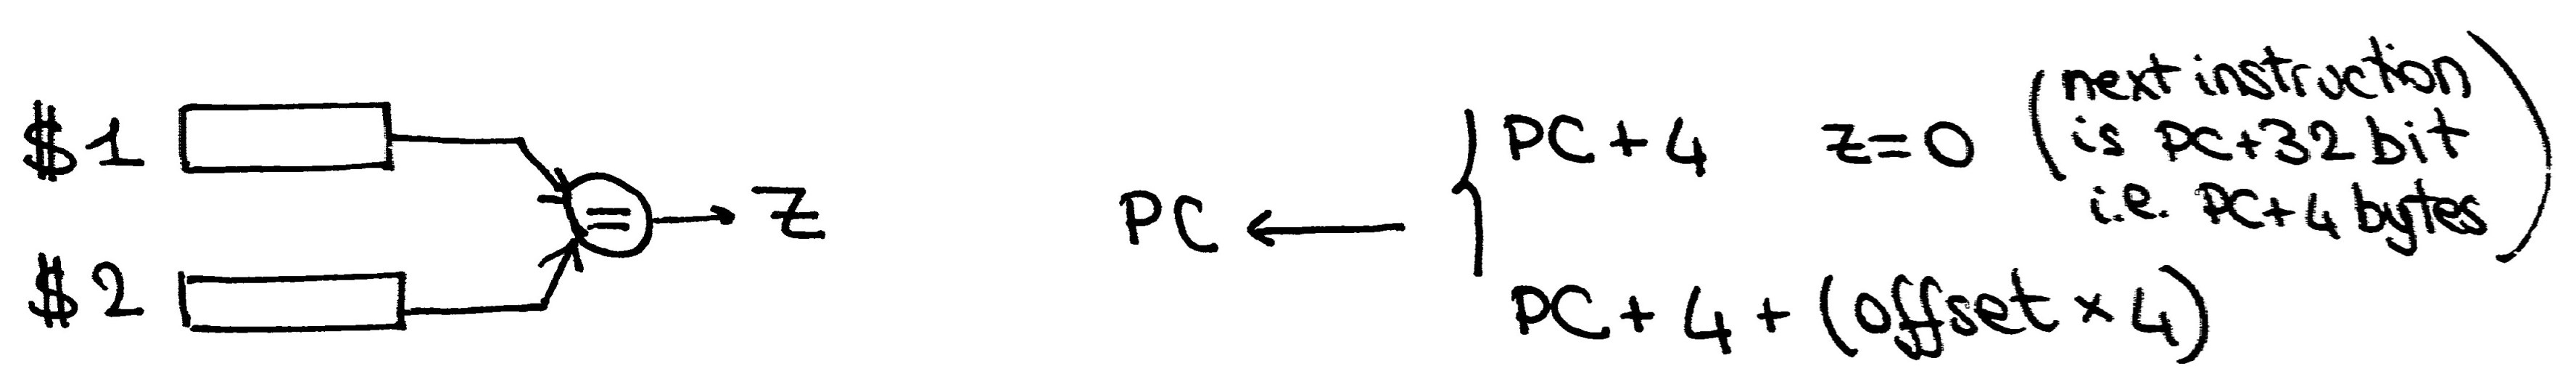 $1
$2
=
Z
PC ←
PC + 4 z=0
PC + 4 + (offset × 4)
(next instruction
is PC+32 bit
i.e. PC+4 bytes)